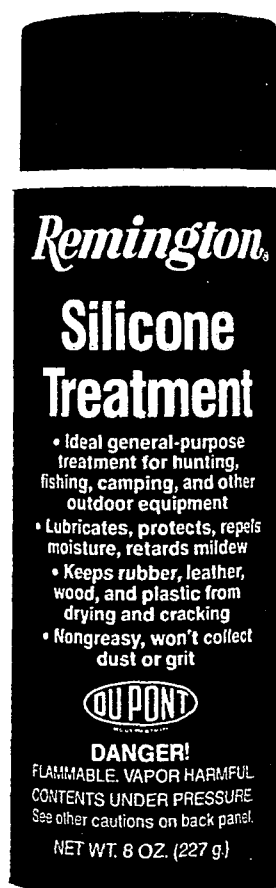 Remington®
Silicone
Treatment
• Ideal general-purpose
treatment for hunting,
fishing, camping, and other
outdoor equipment
• Lubricates, protects, repels
moisture, retards mildew
• Keeps rubber, leather,
wood, and plastic from
drying and cracking
• Nongreasy, won't collect
dust or grit
DU PONT
DANGER!
FLAMMABLE. VAPOR HARMFUL
CONTENTS UNDER PRESSURE
See other cautions on back panel.
NET WT. 8 OZ. (227 g.)